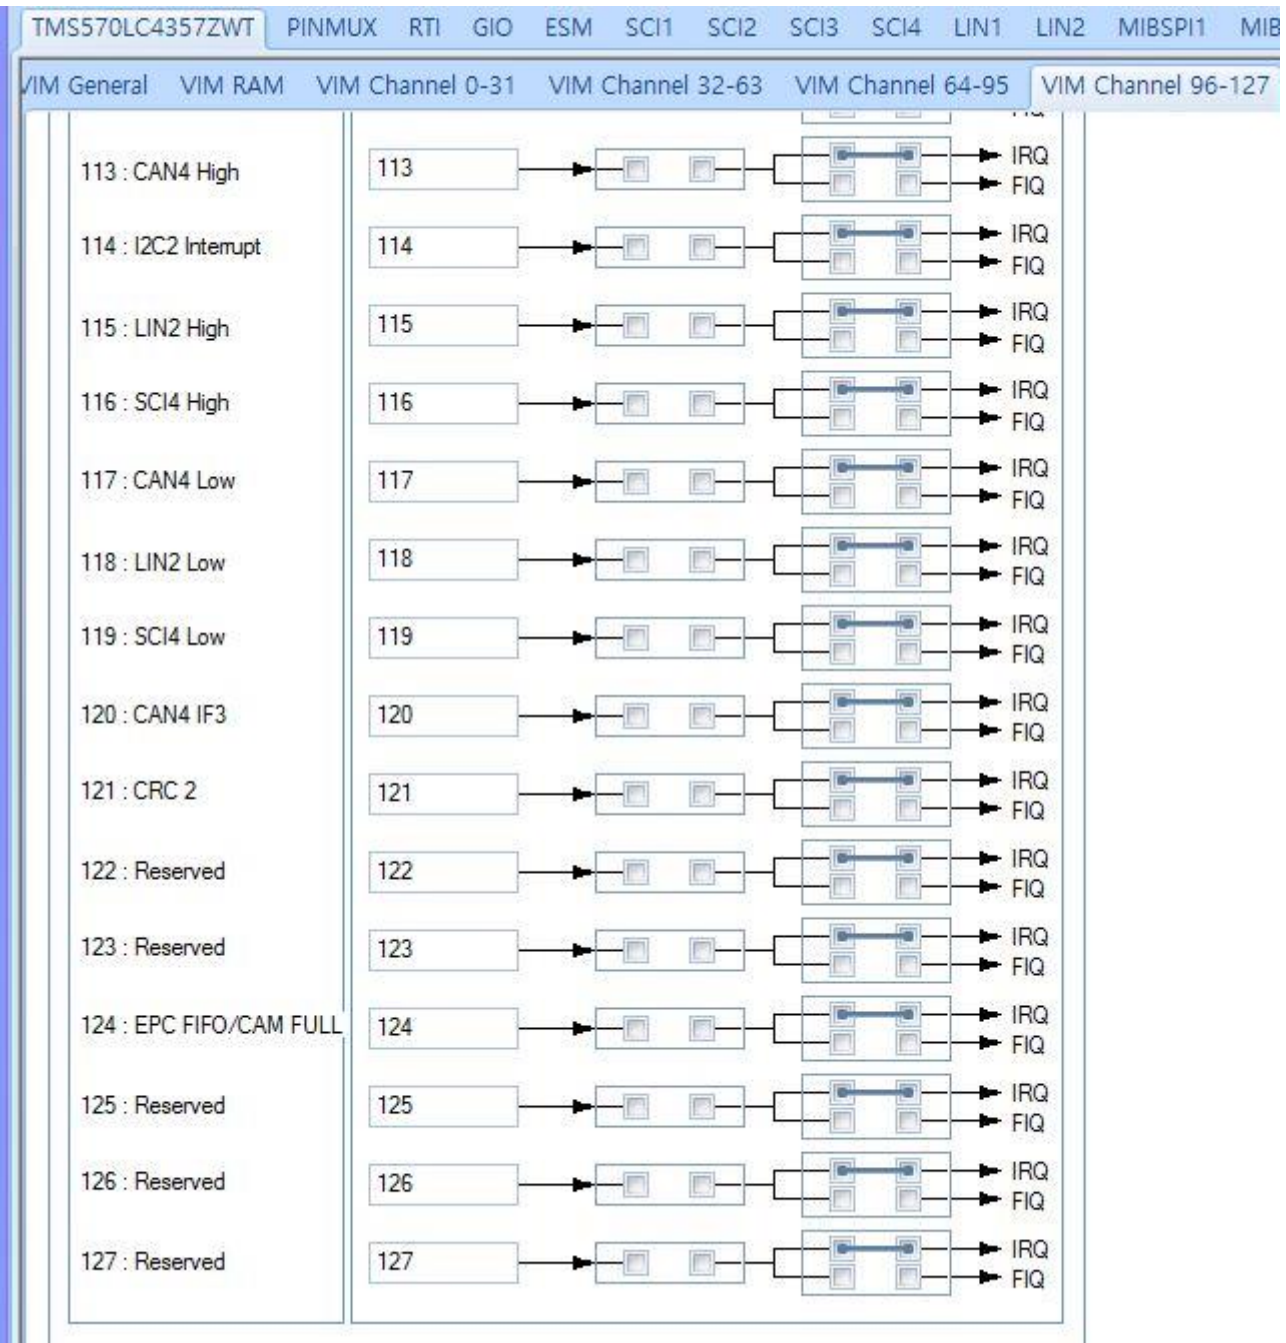 TMS570LC4357ZWT PINMUX RTI GIO ESM SCI1 SCI2 SCI3 SCI4 LIN1 LIN2 MIBSPI1 MIB
VIM General VIM RAM VIM Channel 0-31 VIM Channel 32-63 VIM Channel 64-95 VIM Channel 96-127
FIQ
113 : CAN4 High 113 IRQ
FIQ
114 : I2C2 Interrupt 114 IRQ
FIQ
115 : LIN2 High 115 IRQ
FIQ
116 : SCI4 High 116 IRQ
FIQ
117 : CAN4 Low 117 IRQ
FIQ
118 : LIN2 Low 118 IRQ
FIQ
119 : SCI4 Low 119 IRQ
FIQ
120 : CAN4 IF3 120 IRQ
FIQ
121 : CRC 2 121 IRQ
FIQ
122 : Reserved 122 IRQ
FIQ
123 : Reserved 123 IRQ
FIQ
124 : EPC FIFO/CAM FULL 124 IRQ
FIQ
125 : Reserved 125 IRQ
FIQ
126 : Reserved 126 IRQ
FIQ
127 : Reserved 127 IRQ
FIQ